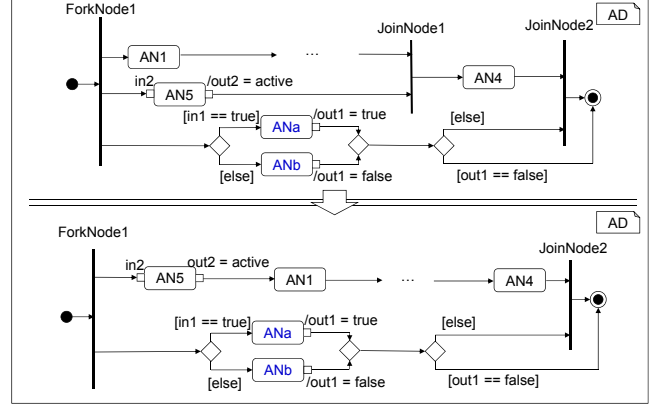 ForkNode1
JoinNode1
JoinNode2
AD
AN1
...
AN4
in2
AN5
/out2 = active
[in1 == true]
ANa
/out1 = true
[else]
[else]
ANb
/out1 = false
[out1 == false]
AD
ForkNode1
JoinNode2
in2
AN5
out2 = active
AN1
...
AN4
[in1 == true]
ANa
/out1 = true
[else]
[else]
ANb
/out1 = false
[out1 == false]